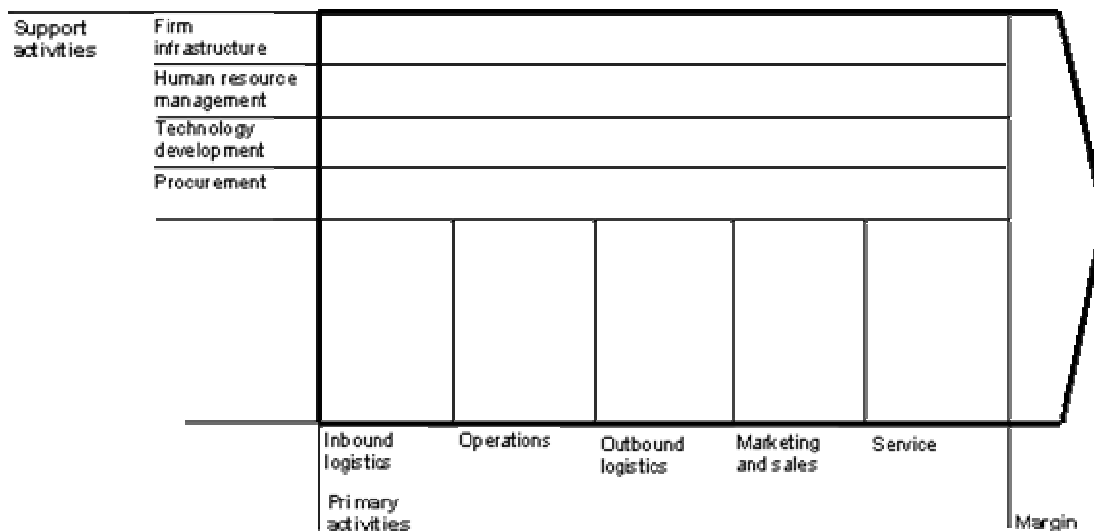 Support
activities
Firm
infrastructure
Human resource
management
Technology
development
Procurement
Inbound
logistics
Operations
Outbound
logistics
Marketing
and sales
Service
Primary
activities
Margin